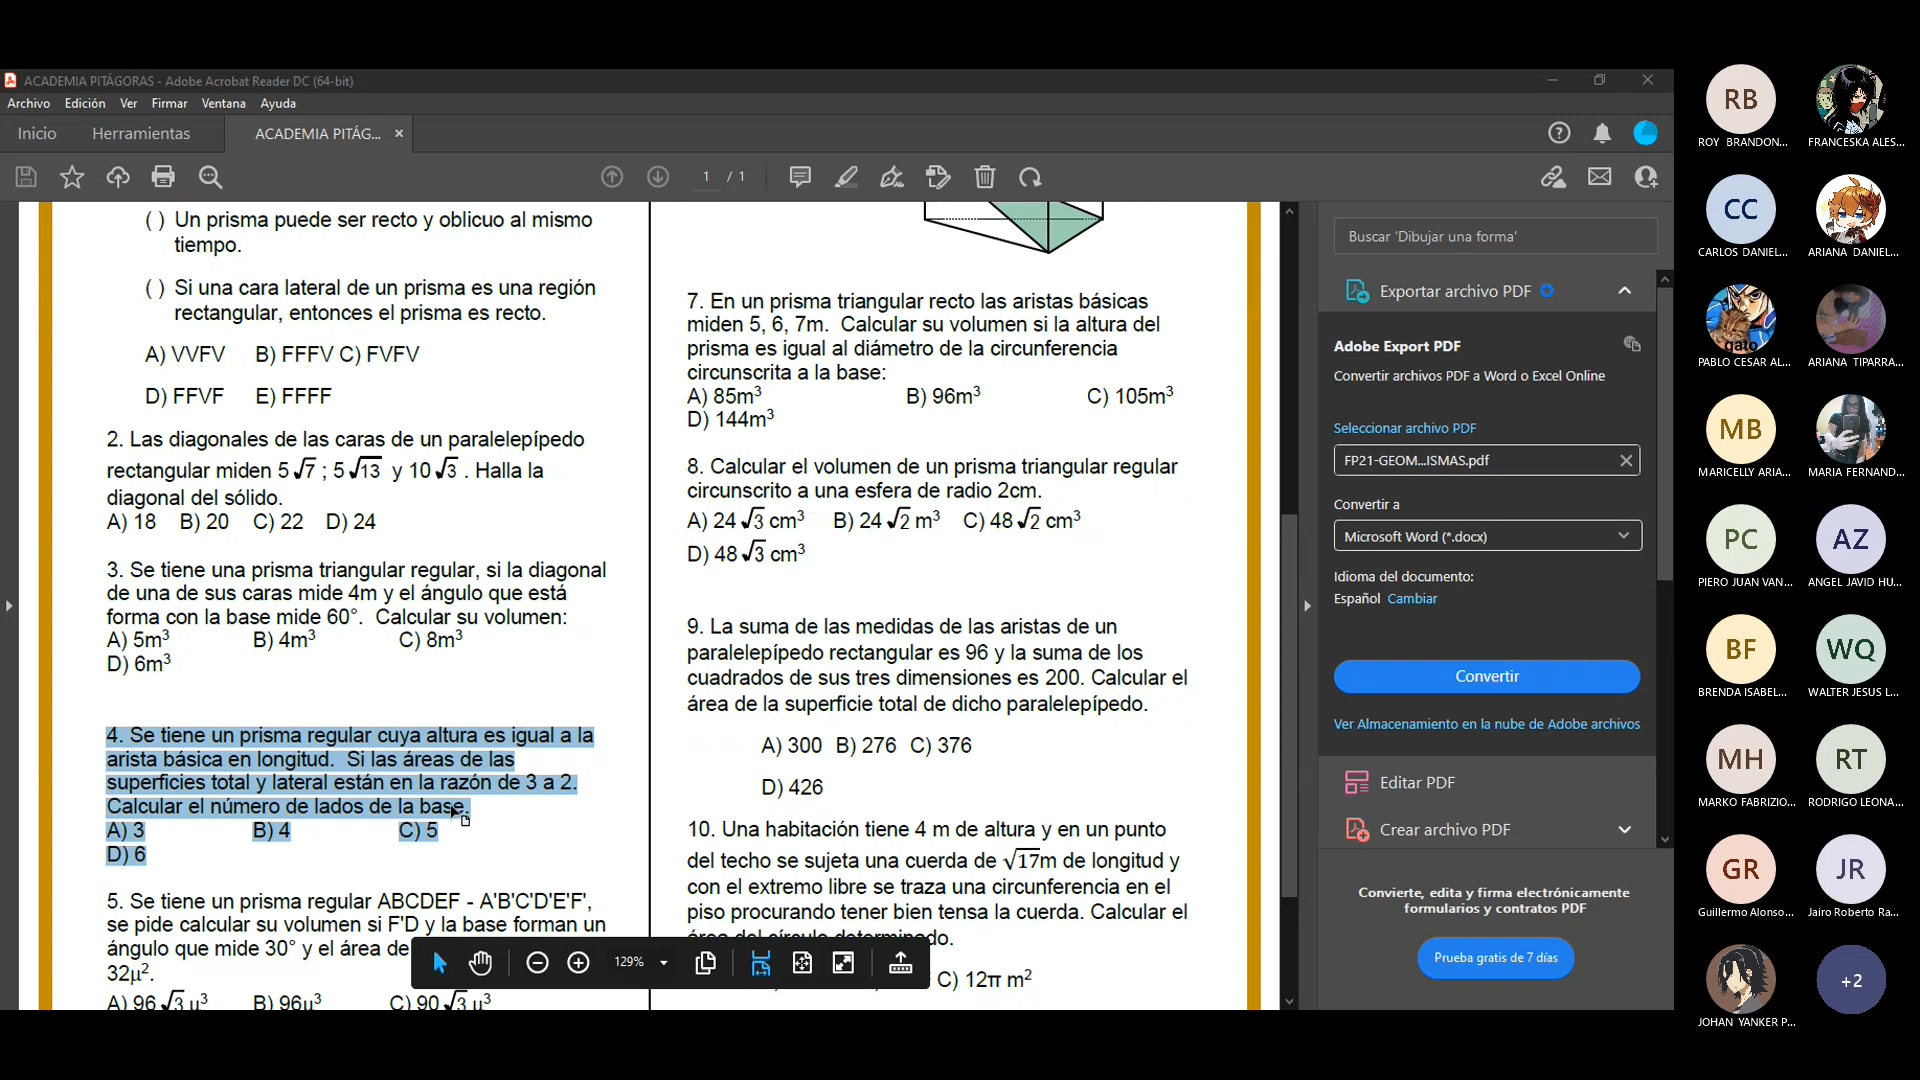 ACADEMIA PITÁGORAS - Adobe Acrobat Reader DC (64-bit)
Archivo Edición Ver Firmar Ventana Ayuda
Inicio Herramientas ACADEMIA PITÁG... ×
1 / 1
( ) Un prisma puede ser recto y oblicuo al mismo
tiempo.
( ) Si una cara lateral de un prisma es una región
rectangular, entonces el prisma es recto.
A) VVFV B) FFFV C) FVFV
D) FFVF E) FFFF
2. Las diagonales de las caras de un paralelepípedo
rectangular miden 5√7 ; 5√13 y 10√3 . Halla la
diagonal del sólido.
A) 18 B) 20 C) 22 D) 24
3. Se tiene una prisma triangular regular, si la diagonal
de una de sus caras mide 4m y el ángulo que está
forma con la base mide 60°. Calcular su volumen:
A) 5m³ B) 4m³ C) 8m³
D) 6m³
4. Se tiene un prisma regular cuya altura es igual a la
arista básica en longitud. Si las áreas de las
superficies total y lateral están en la razón de 3 a 2.
Calcular el número de lados de la base.
A) 3 B) 4 C) 5
D) 6
5. Se tiene un prisma regular ABCDEF - A'B'C'D'E'F',
se pide calcular su volumen si F'D y la base forman un
ángulo que mide 30° y el área de
32µ².
A) 96√3 µ³ B) 96µ³ C) 90√3 µ³
7. En un prisma triangular recto las aristas básicas
miden 5, 6, 7m. Calcular su volumen si la altura del
prisma es igual al diámetro de la circunferencia
circunscrita a la base:
A) 85m³ B) 96m³ C) 105m³
D) 144m³
8. Calcular el volumen de un prisma triangular regular
circunscrito a una esfera de radio 2cm.
A) 24√3 cm³ B) 24√2 m³ C) 48√2 cm³
D) 48√3 cm³
9. La suma de las medidas de las aristas de un
paralelepípedo rectangular es 96 y la suma de los
cuadrados de sus tres dimensiones es 200. Calcular el
área de la superficie total de dicho paralelepípedo.
A) 300 B) 276 C) 376
D) 426
10. Una habitación tiene 4 m de altura y en un punto
del techo se sujeta una cuerda de √17m de longitud y
con el extremo libre se traza una circunferencia en el
piso procurando tener bien tensa la cuerda. Calcular el
área del círculo determinado.
C) 12π m²
129%
Buscar 'Dibujar una forma'
Exportar archivo PDF
Adobe Export PDF
Convertir archivos PDF a Word o Excel Online
Seleccionar archivo PDF
FP21-GEOM...ISMAS.pdf
Convertir a
Microsoft Word (*.docx)
Idioma del documento:
Español Cambiar
Convertir
Ver Almacenamiento en la nube de Adobe archivos
Editar PDF
Crear archivo PDF
Convierte, edita y firma electrónicamente
formularios y contratos PDF
Prueba gratis de 7 días
RB
ROY BRANDON... FRANCESKA ALES...
CC
CARLOS DANIEL... ARIANA DANIEL...
gato
PABLO CESAR AL... ARIANA TIPARRA...
MB
MARICELLY ARIA... MARIA FERNAND...
PC AZ
PIERO JUAN VAN... ANGEL JAVID HU...
BF WQ
BRENDA ISABEL... WALTER JESUS L...
MH RT
MARKO FABRIZIO... RODRIGO LEONA...
GR JR
Guillermo Alonso... Jairo Roberto Ra...
+2
JOHAN YANKER P...